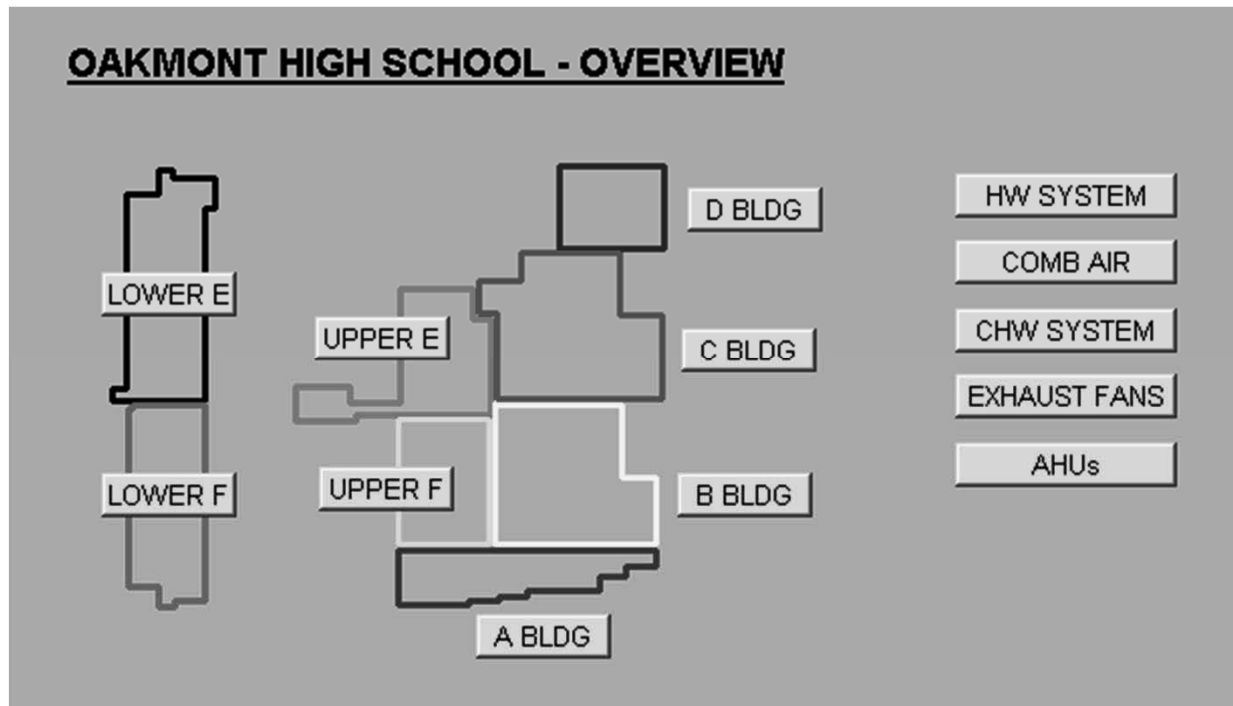 OAKMONT HIGH SCHOOL - OVERVIEW
D BLDG
HW SYSTEM
COMB AIR
LOWER E
UPPER E
C BLDG
CHW SYSTEM
EXHAUST FANS
LOWER F
UPPER F
B BLDG
AHUs
A BLDG